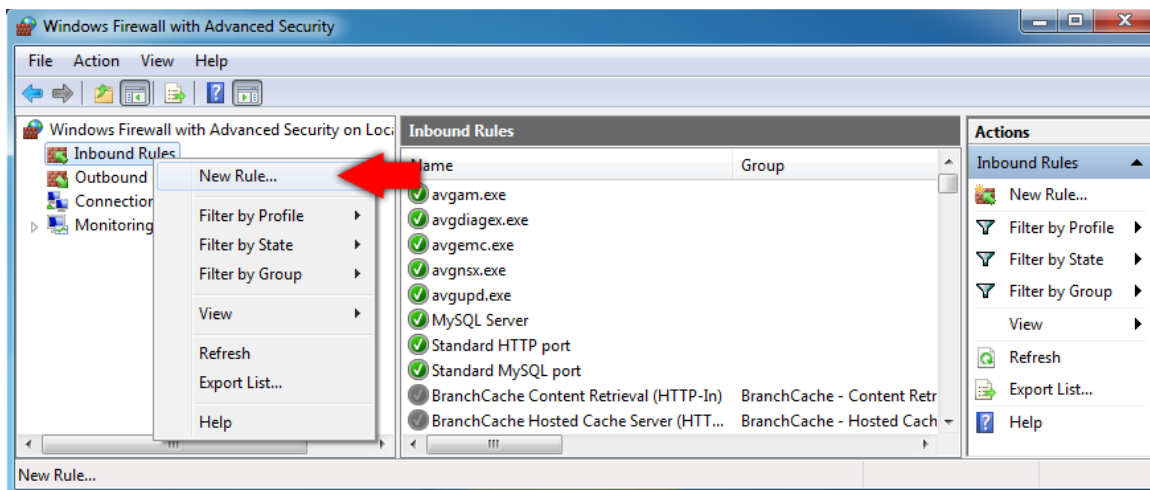 Windows Firewall with Advanced Security
File Action View Help
Windows Firewall with Advanced Security on Loca
Inbound Rules
Outbound
Connection
Monitoring
New Rule...
Filter by Profile
Filter by State
Filter by Group
View
Refresh
Export List...
Help
Inbound Rules
Name Group
avgam.exe
avgdiagex.exe
avgemc.exe
avgnsx.exe
avgupd.exe
MySQL Server
Standard HTTP port
Standard MySQL port
BranchCache Content Retrieval (HTTP-In) BranchCache - Content Retr
BranchCache Hosted Cache Server (HTT... BranchCache - Hosted Cach
Actions
Inbound Rules
New Rule...
Filter by Profile
Filter by State
Filter by Group
View
Refresh
Export List...
Help
New Rule...